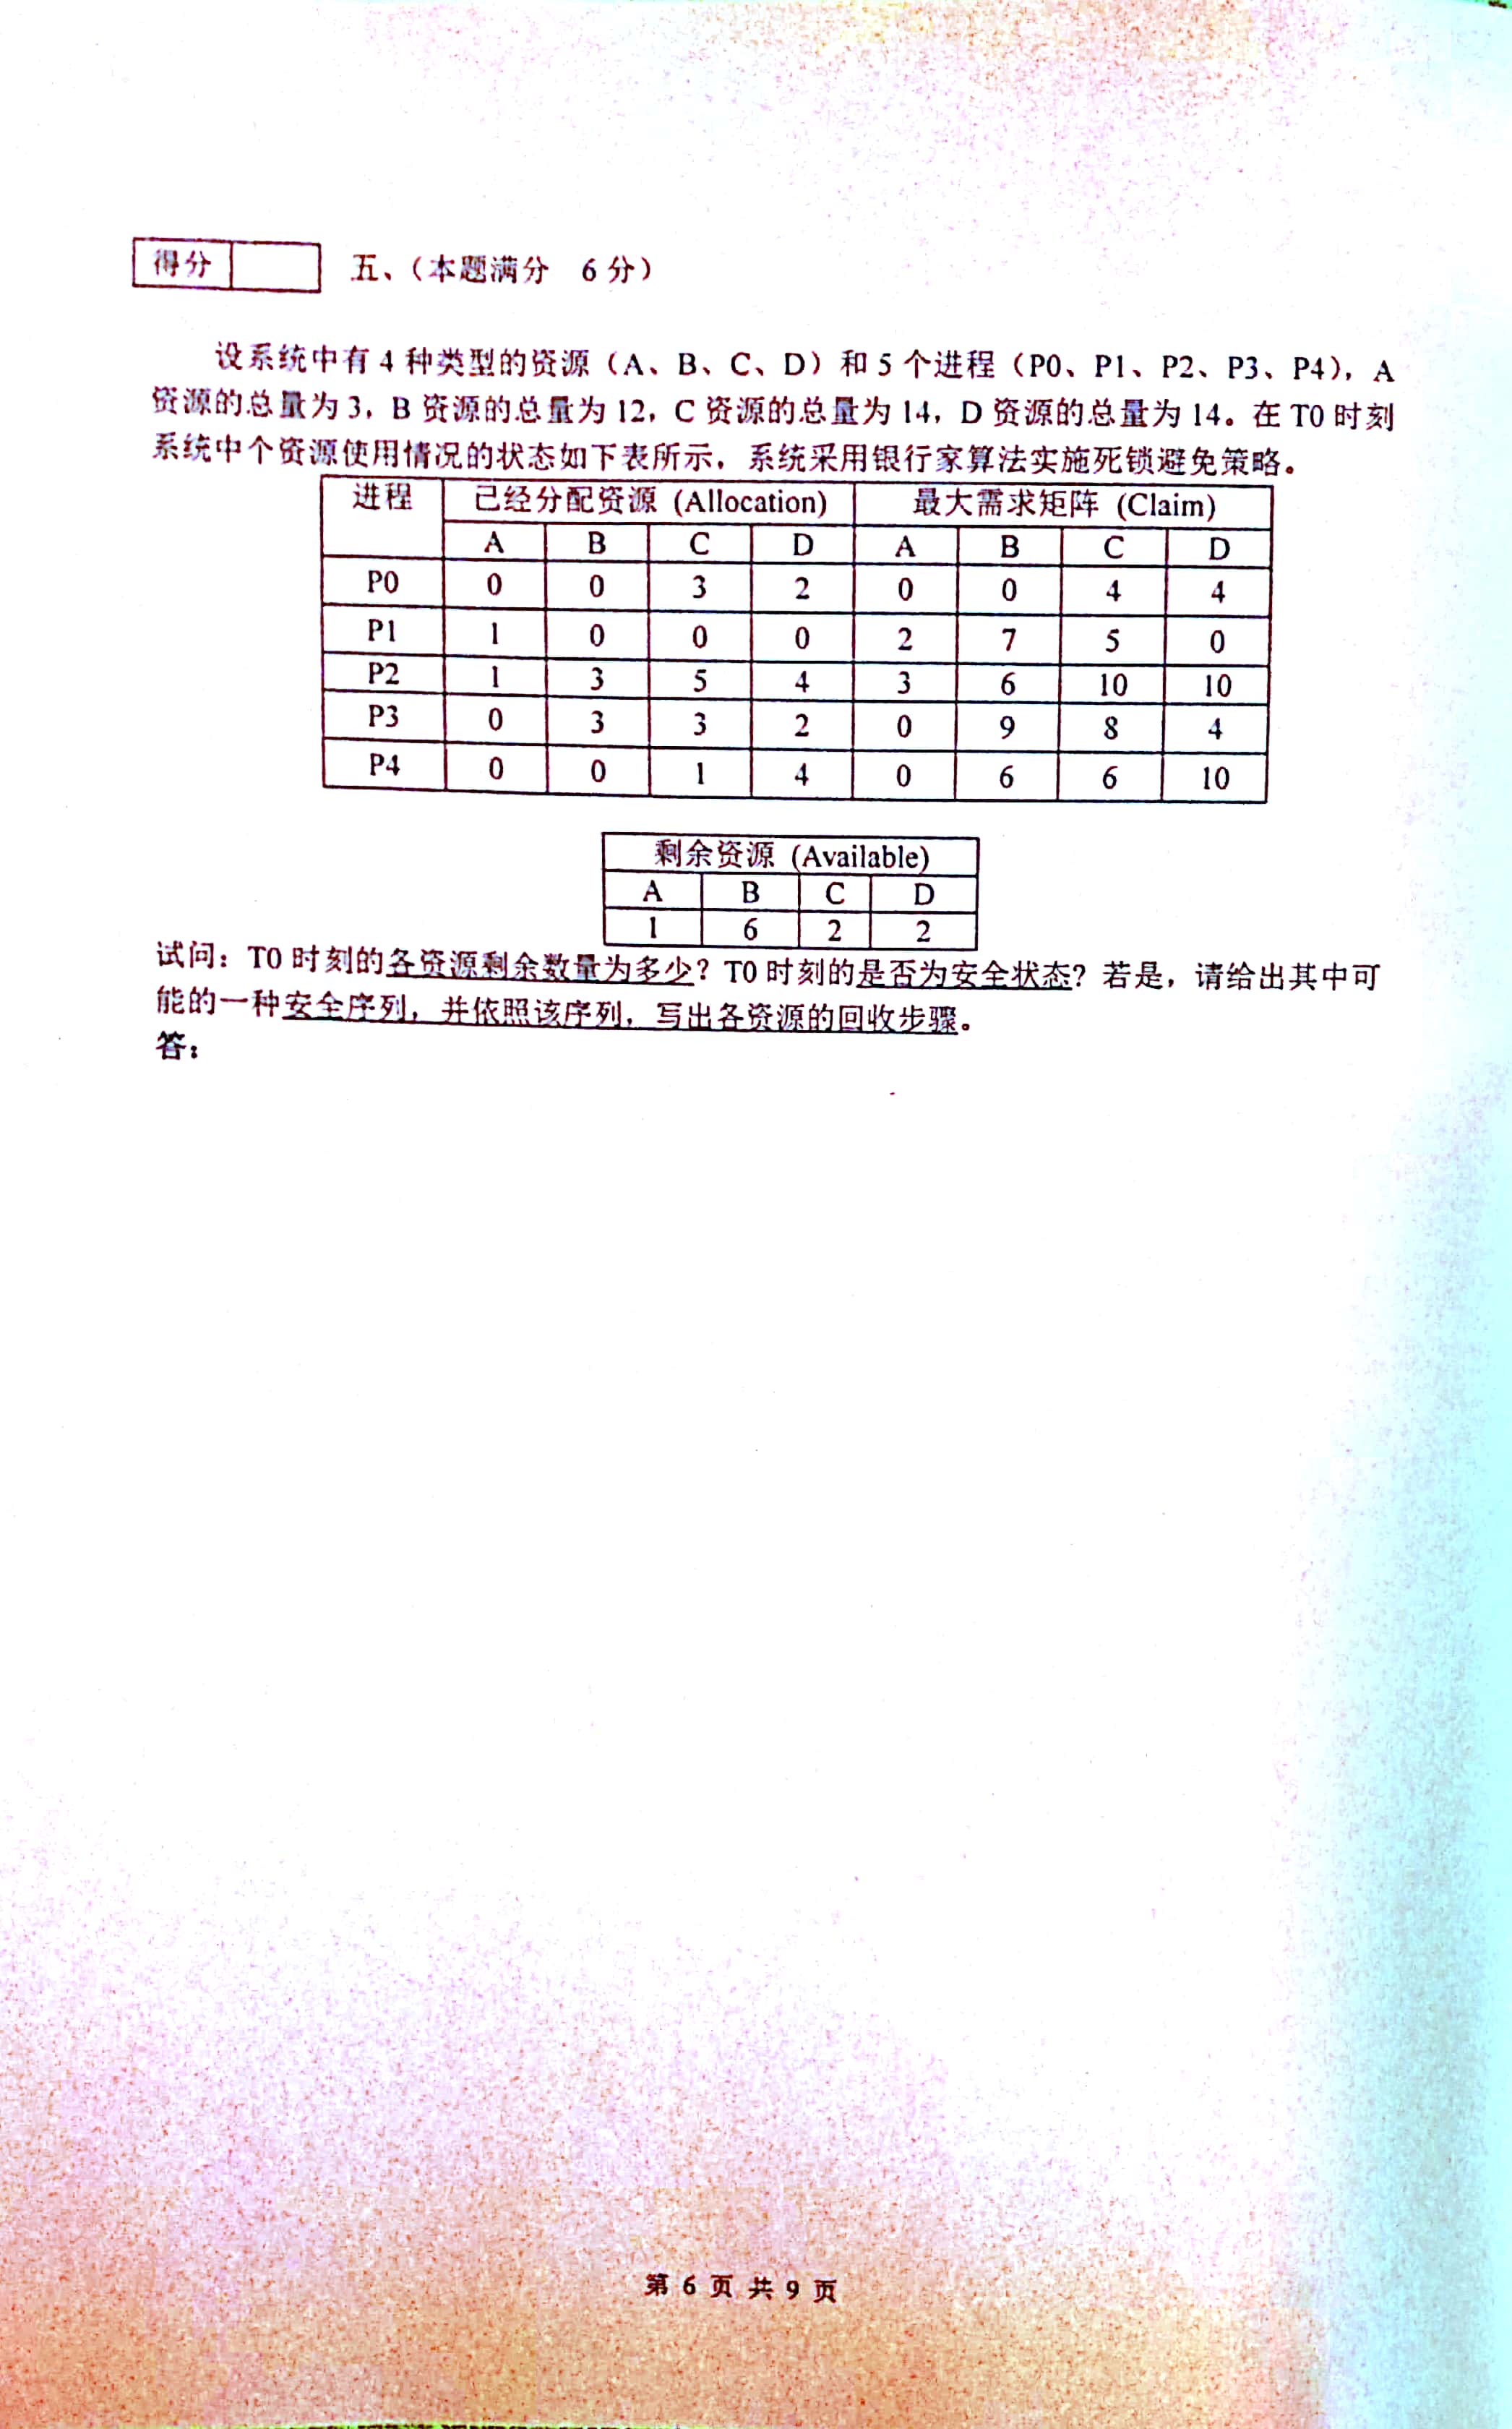 得分 五、（本题满分 6 分）
设系统中有 4 种类型的资源（A、B、C、D）和 5 个进程（P0、P1、P2、P3、P4），A
资源的总量为 3，B 资源的总量为 12，C 资源的总量为 14，D 资源的总量为 14。在 T0 时刻
系统中个资源使用情况的状态如下表所示，系统采用银行家算法实施死锁避免策略。
进程 已经分配资源 (Allocation) 最大需求矩阵 (Claim)
A B C D A B C D
P0 0 0 3 2 0 0 4 4
P1 1 0 0 0 2 7 5 0
P2 1 3 5 4 3 6 10 10
P3 0 3 3 2 0 9 8 4
P4 0 0 1 4 0 6 6 10
剩余资源 (Available)
A B C D
1 6 2 2
试问：T0 时刻的各资源剩余数量为多少？T0 时刻的是否为安全状态？若是，请给出其中可
能的一种安全序列，并依照该序列，写出各资源的回收步骤。
答：
第 6 页 共 9 页